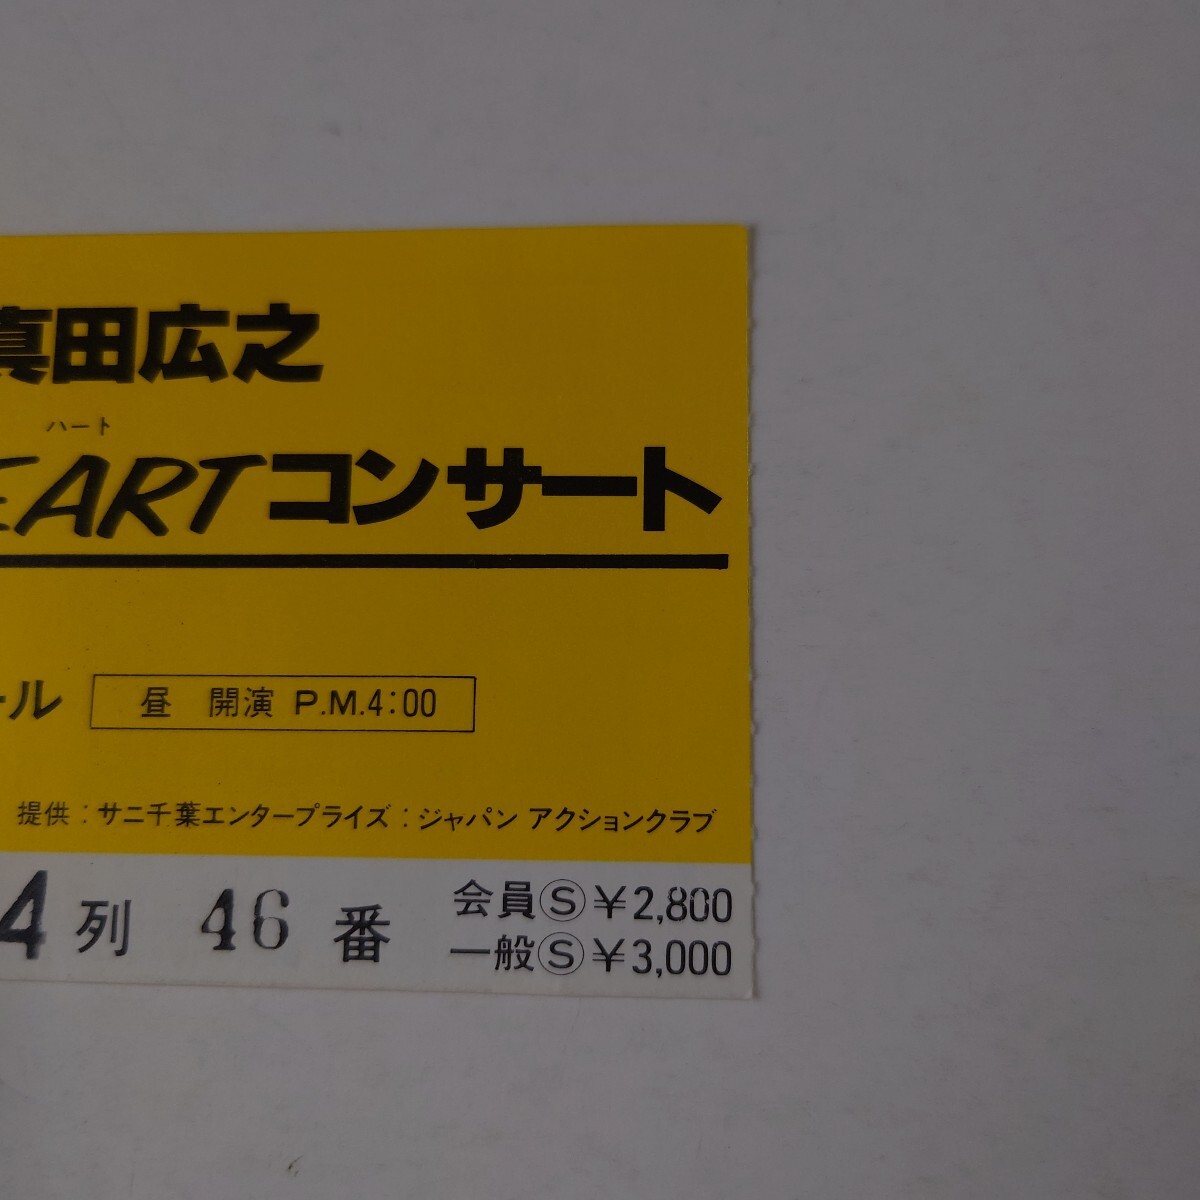 真田広之
ハート
EARTコンサート
ール 昼 開演 P.M.4:00
提供:サニ千葉エンタープライズ:ジャパン アクションクラブ
4列 46番 会員Ⓢ¥2,800
一般Ⓢ¥3,000